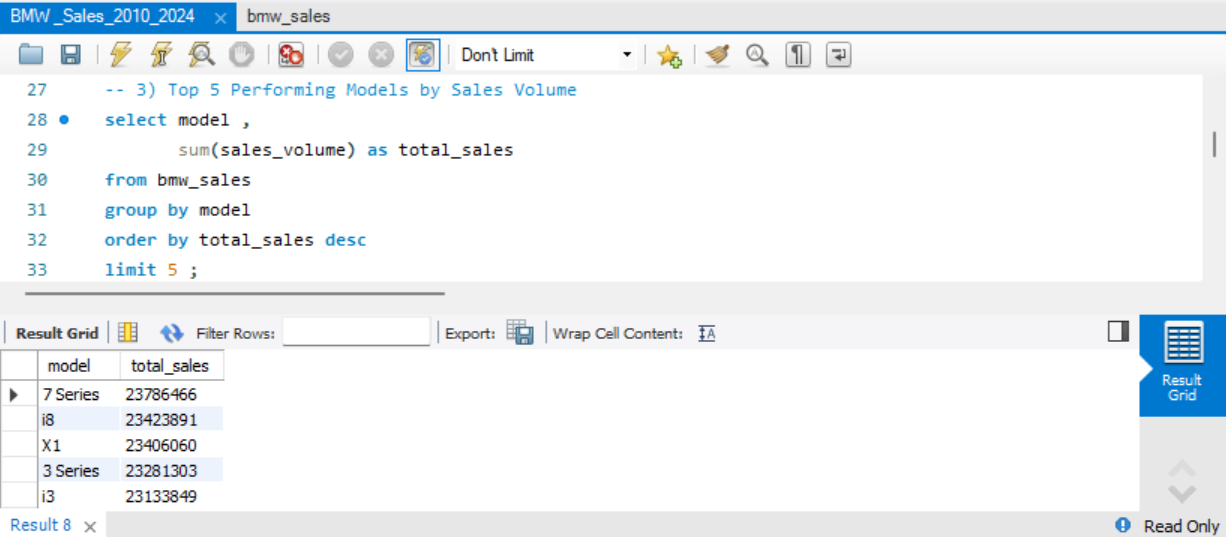 BMW _Sales_2010_2024 bmw_sales
Don't Limit
27 -- 3) Top 5 Performing Models by Sales Volume
28 select model ,
29 sum(sales_volume) as total_sales
30 from bmw_sales
31 group by model
32 order by total_sales desc
33 limit 5 ;
Result Grid Filter Rows: Export: Wrap Cell Content:
model total_sales
7 Series 23786466
i8 23423891
X1 23406060
3 Series 23281303
i3 23133849
Result
Grid
Result 8 Read Only